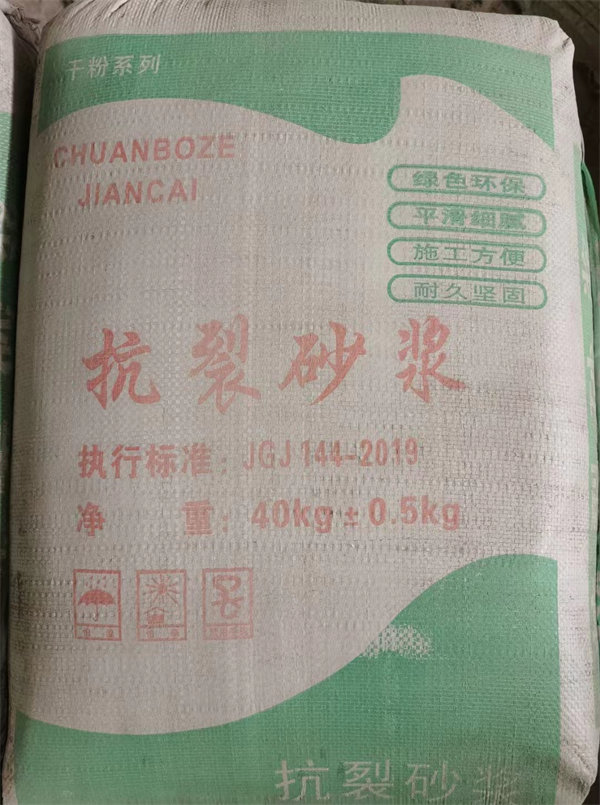 干粉系列
CHUANBOZE
JIANCAI
绿色环保
平滑细腻
施工方便
耐久坚固
抗裂砂浆
执行标准：JGJ 144-2019
净 重：40kg±0.5kg
抗裂砂浆